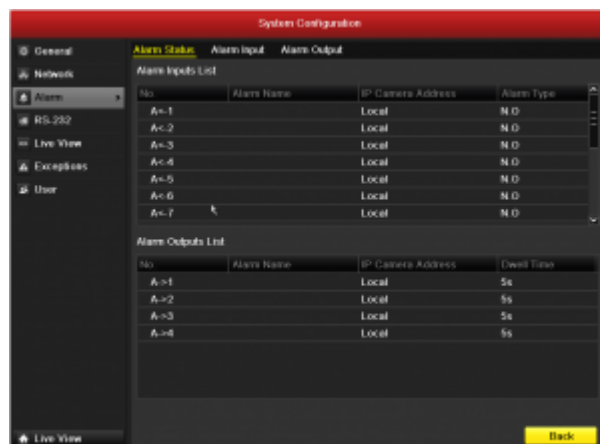 System Configuration
General
Network
Alarm
RS-232
Live View
Exceptions
User
Live View
Alarm Status Alarm Input Alarm Output
Alarm Inputs List
No. Alarm Name IP Camera Address Alarm Type
A<-1 Local N.O
A<-2 Local N.O
A<-3 Local N.O
A<-4 Local N.O
A<-5 Local N.O
A<-6 Local N.O
A<-7 Local N.O
Alarm Outputs List
No. Alarm Name IP Camera Address Dwell Time
A->1 Local 5s
A->2 Local 5s
A->3 Local 5s
A->4 Local 5s
Back